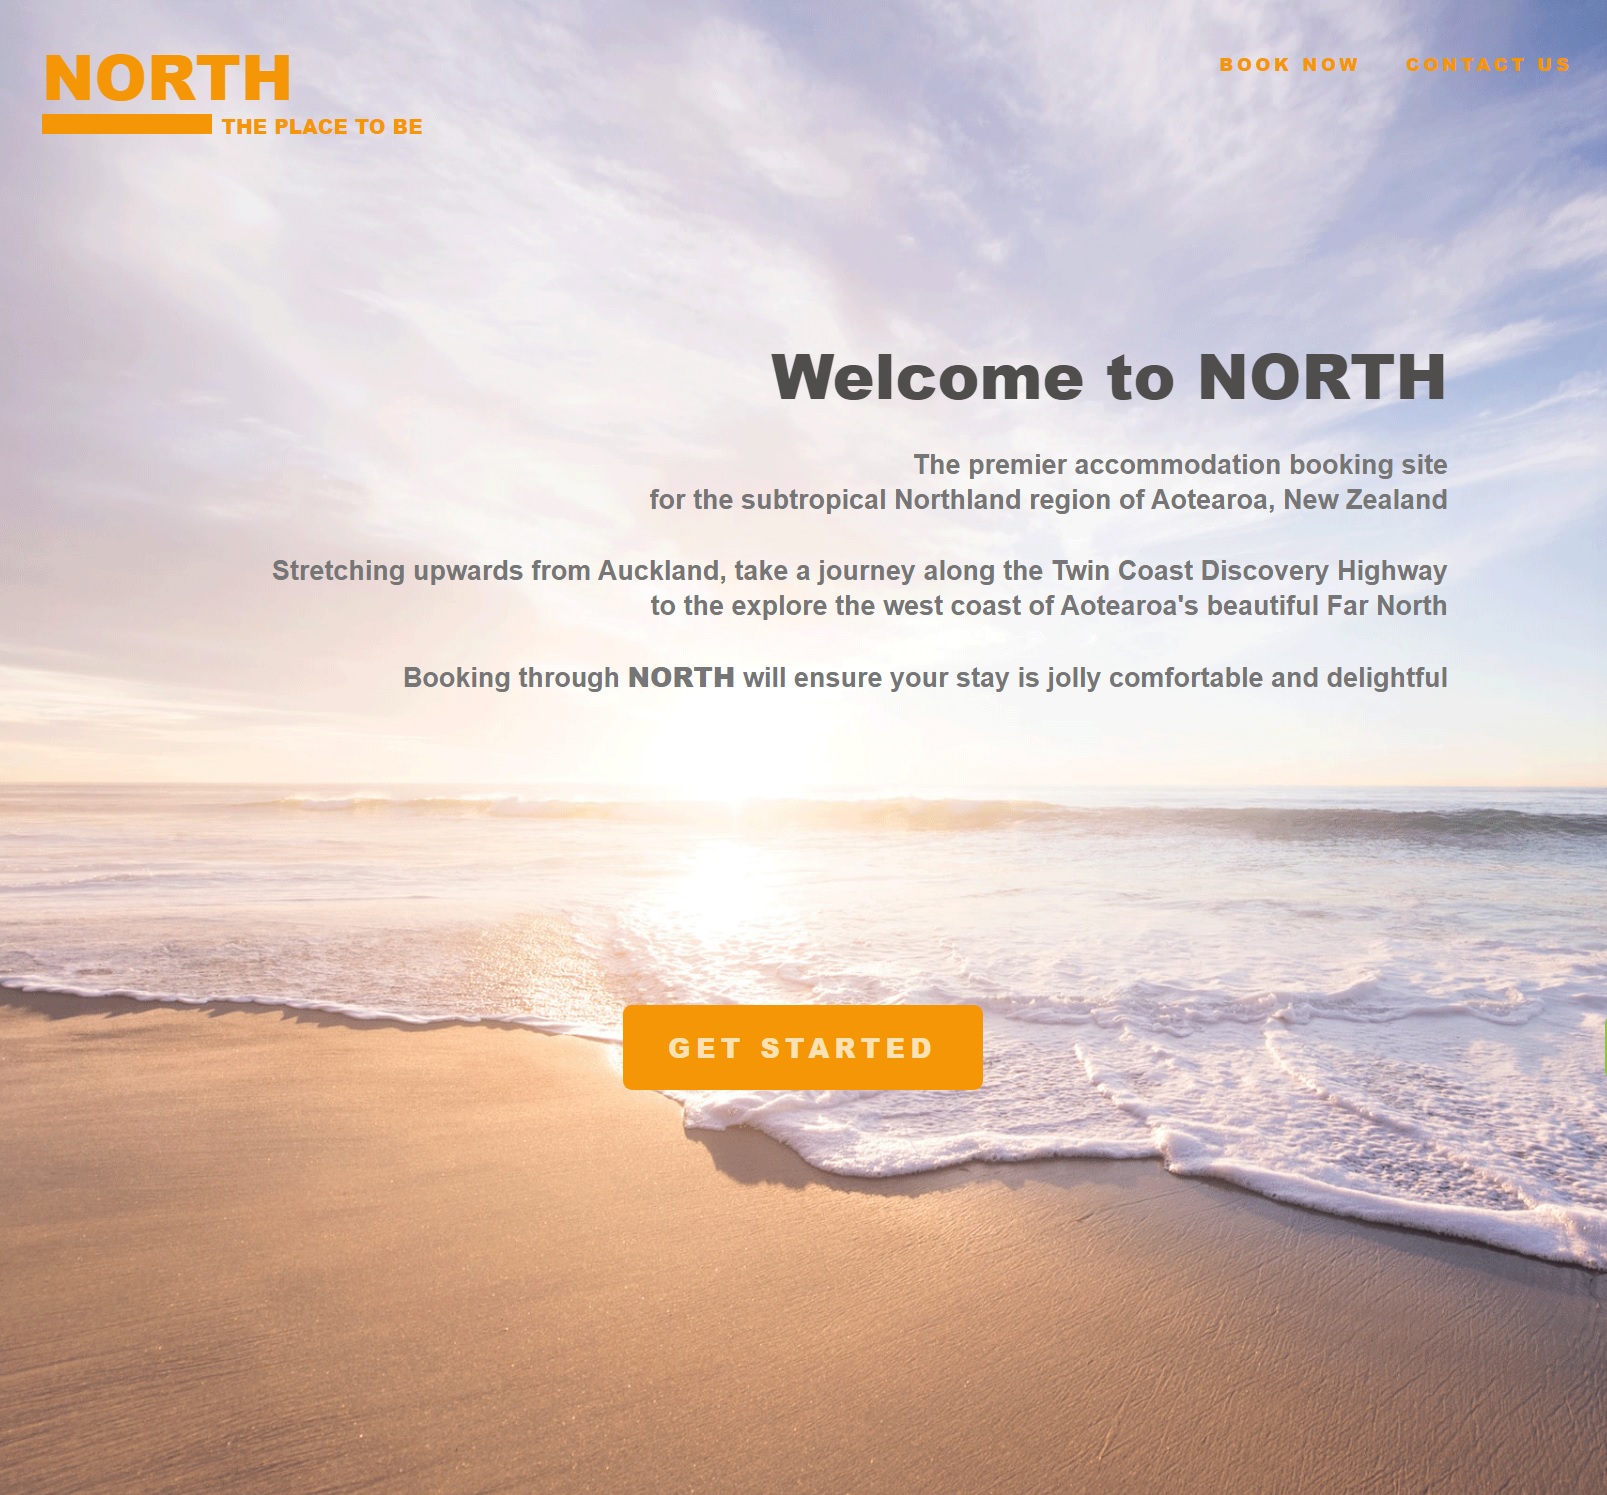 NORTH
THE PLACE TO BE
BOOK NOW
CONTACT US
Welcome to NORTH
The premier accommodation booking site
for the subtropical Northland region of Aotearoa, New Zealand
Stretching upwards from Auckland, take a journey along the Twin Coast Discovery Highway
to the explore the west coast of Aotearoa's beautiful Far North
Booking through NORTH will ensure your stay is jolly comfortable and delightful
GET STARTED